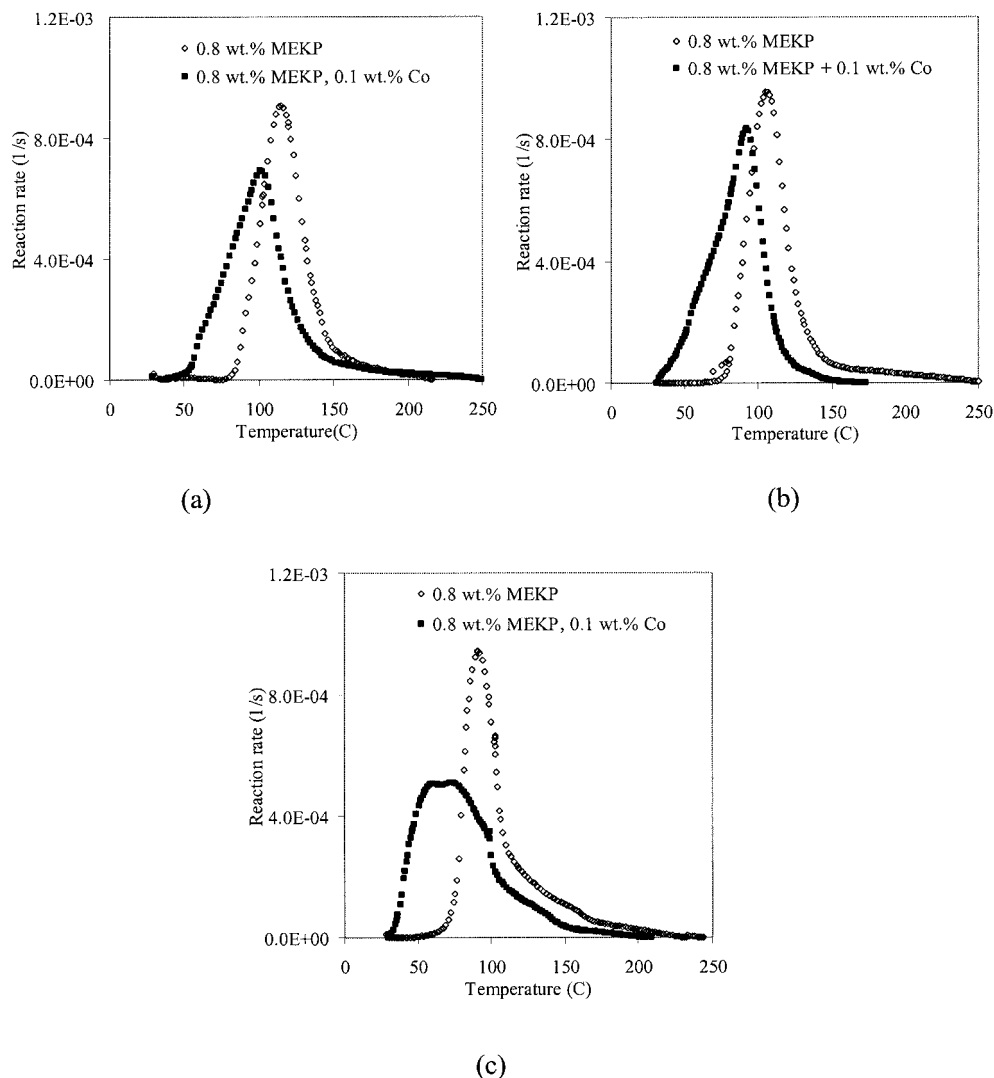 1.2E-03
8.0E-04
4.0E-04
0.0E+00
Reaction rate (1/s)
0.8 wt.% MEKP
0.8 wt.% MEKP, 0.1 wt.% Co
0 50 100 150 200 250
Temperature(C)
(a)
1.2E-03
8.0E-04
4.0E-04
0.0E+00
Reaction rate (1/s)
0.8 wt.% MEKP
0.8 wt.% MEKP + 0.1 wt.% Co
0 50 100 150 200 250
Temperature (C)
(b)
1.2E-03
8.0E-04
4.0E-04
0.0E+00
Reaction rate (1/s)
0.8 wt.% MEKP
0.8 wt.% MEKP, 0.1 wt.% Co
0 50 100 150 200 250
Temperature (C)
(c)